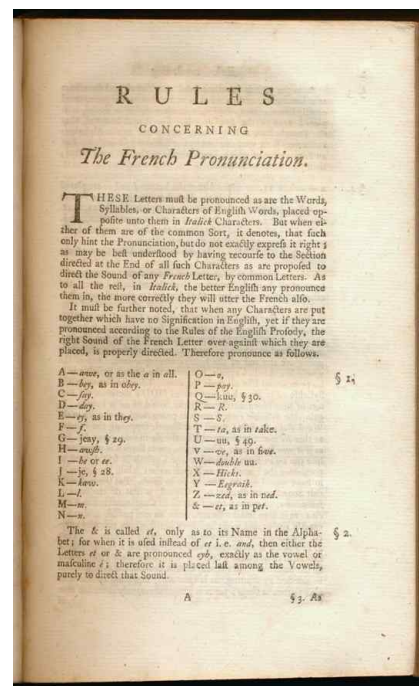 RULES
CONCERNING
The French Pronunciation.
THESE Letters must be pronounced as are the Words,
Syllables, or Characters of English Words, placed op-
posite unto them in Italick Characters. But when ei-
ther of them are of the common Sort, it denotes, that such
only hint the Pronunciation, but do not exactly express it right;
as may be best understood by having recourse to the Section
directed at the End of all such Characters as are proposed to
direct the Sound of any French Letter, by common Letters. As
to all the rest, in Italick, the better English any pronounce
them in, the more correctly they will utter the French also.
It must be further noted, that when any Characters are put
together which have no Signification in English, yet if they are
pronounced according to the Rules of the English Prosody, the
right Sound of the French Letter over-against which they are
placed, is properly directed. Therefore pronounce as follows.
§ 1.
A—awe, or as the a in all.
B—bey, as in obey.
C—say.
D—day.
E—ey, as in they.
F—f.
G—jeay, § 29.
H—awsh.
I—he or ee.
J—je, § 28.
K—kaw.
L—l.
M—m.
N—n.
O—o,
P—pay.
Q—kuu, § 30.
R—R.
S—S.
T—ta, as in take.
U—uu, § 49.
V—ve, as in five.
W—double uu.
X—Hicks.
Y—Eegraik.
Z—zed, as in zed.
&—et, as in pet.
The & is called et, only as to its Name in the Alpha- § 2.
bet; for when it is used instead of et i. e. and, then either the
Letters et or & are pronounced eyh, exactly as the vowel or
masculine é; therefore it is placed last among the Vowels,
purely to direct that Sound.
A § 3. As